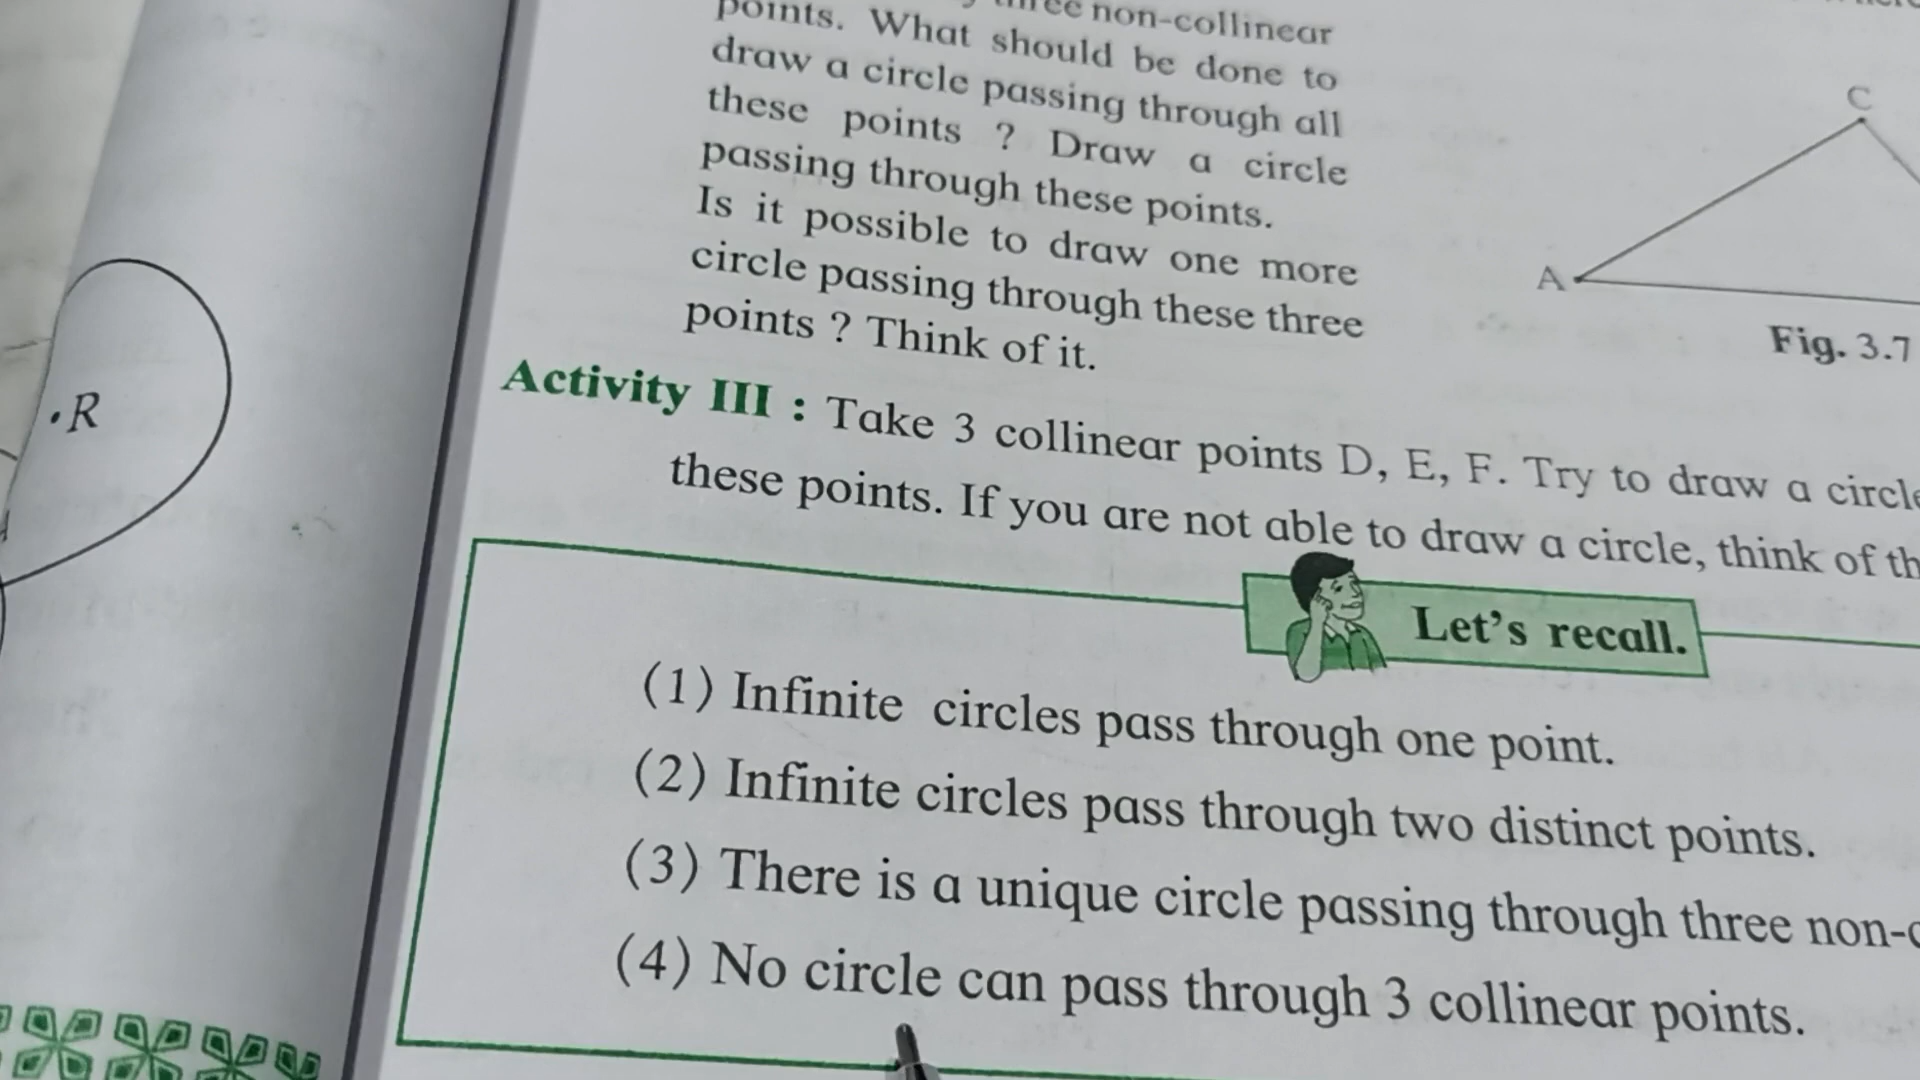 non-collinear
points. What should be done to
draw a circle passing through all
these points ? Draw a circle
passing through these points.
Is it possible to draw one more
circle passing through these three
points ? Think of it.
C
A
Fig. 3.7
R
Activity III : Take 3 collinear points D, E, F. Try to draw a circle
these points. If you are not able to draw a circle, think of
Let's recall.
(1) Infinite circles pass through one point.
(2) Infinite circles pass through two distinct points.
(3) There is a unique circle passing through three
(4) No circle can pass through 3 collinear points.